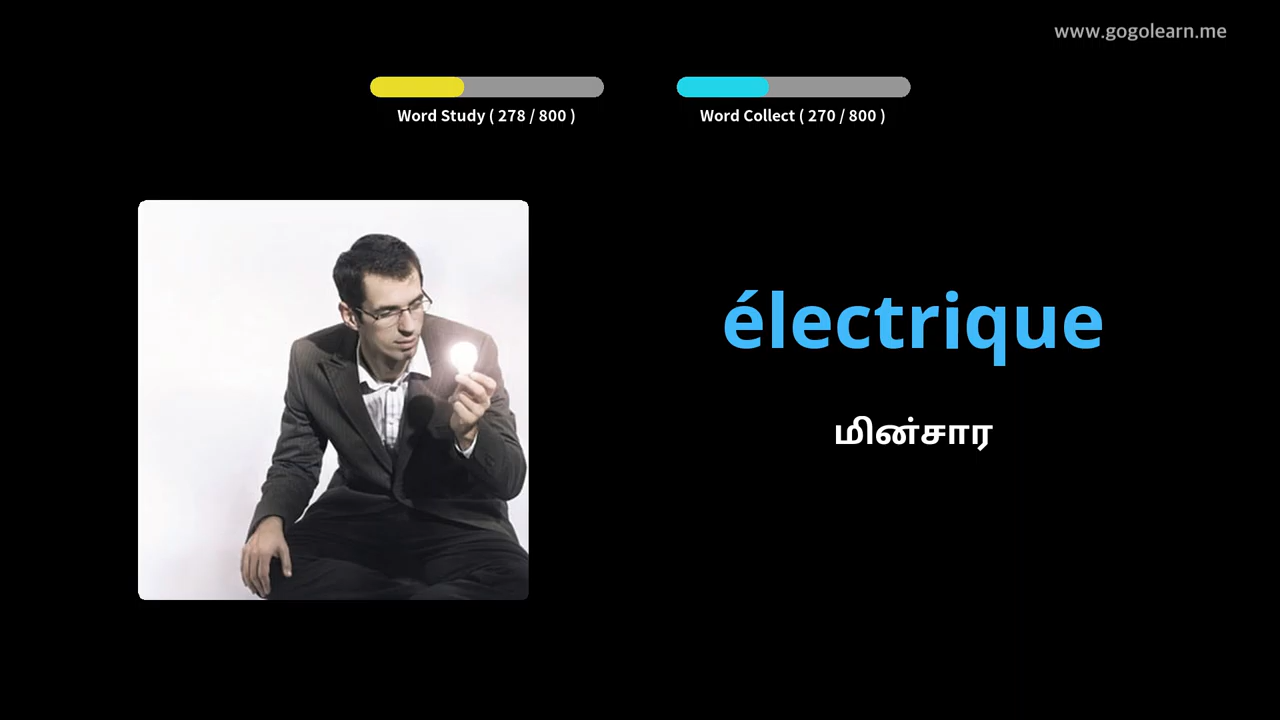 www.gogolearn.me
Word Study ( 278 / 800 )
Word Collect ( 270 / 800 )
électrique
மின்சார